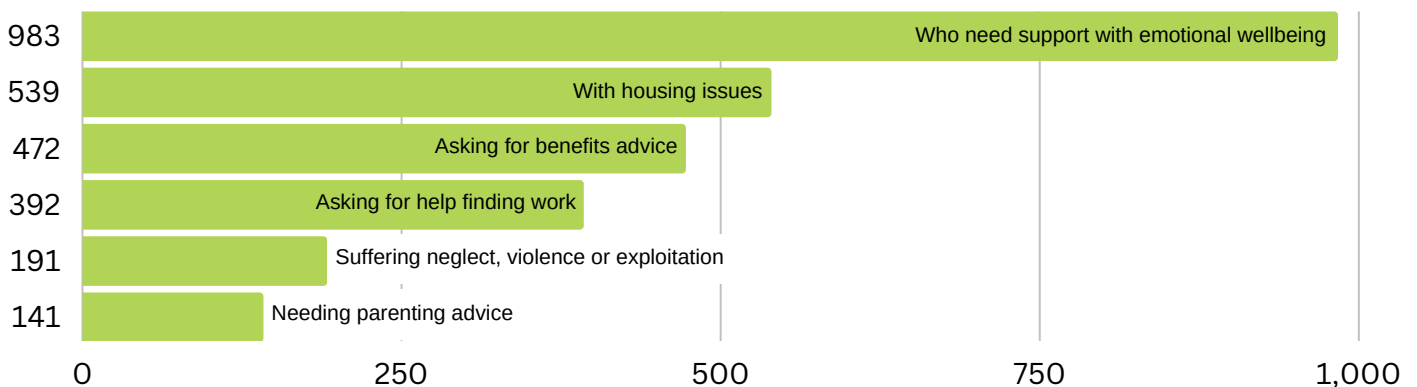 983 Who need support with emotional wellbeing
539 With housing issues
472 Asking for benefits advice
392 Asking for help finding work
191 Suffering neglect, violence or exploitation
141 Needing parenting advice
0 250 500 750 1,000